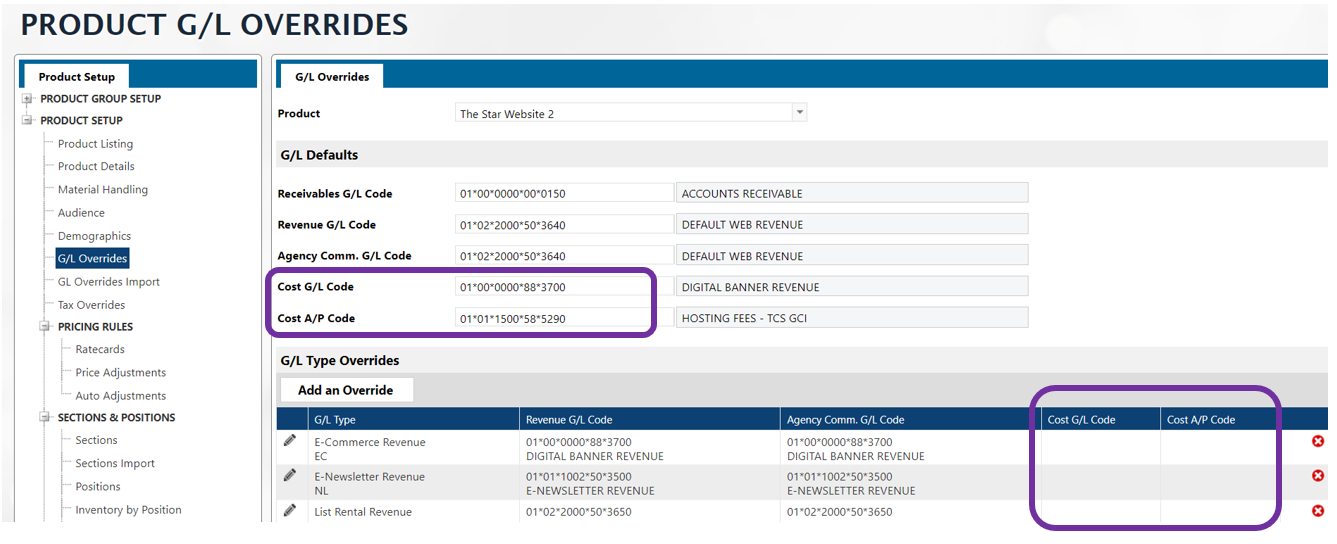 PRODUCT G/L OVERRIDES
Product Setup
PRODUCT GROUP SETUP
PRODUCT SETUP
Product Listing
Product Details
Material Handling
Audience
Demographics
G/L Overrides
GL Overrides Import
Tax Overrides
PRICING RULES
Ratecards
Price Adjustments
Auto Adjustments
SECTIONS & POSITIONS
Sections
Sections Import
Positions
Inventory by Position
G/L Overrides
Product The Star Website 2
G/L Defaults
Receivables G/L Code 01*00*0000*00*0150 ACCOUNTS RECEIVABLE
Revenue G/L Code 01*02*2000*50*3640 DEFAULT WEB REVENUE
Agency Comm. G/L Code 01*02*2000*50*3640 DEFAULT WEB REVENUE
Cost G/L Code 01*00*0000*88*3700 DIGITAL BANNER REVENUE
Cost A/P Code 01*01*1500*58*5290 HOSTING FEES - TCS GCI
G/L Type Overrides
Add an Override
G/L Type Revenue G/L Code Agency Comm. G/L Code Cost G/L Code Cost A/P Code
E-Commerce Revenue 01*00*0000*88*3700 01*00*0000*88*3700
EC DIGITAL BANNER REVENUE DIGITAL BANNER REVENUE
E-Newsletter Revenue 01*01*1002*50*3500 01*01*1002*50*3500
NL E-NEWSLETTER REVENUE E-NEWSLETTER REVENUE
List Rental Revenue 01*02*2000*50*3650 01*02*2000*50*3650